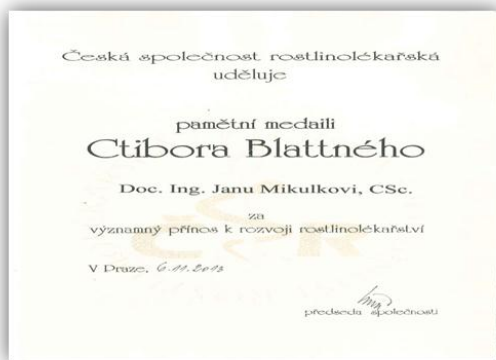 Česká společnost rostlinolékařská
uděluje
pamětní medaili
Ctibora Blattného
Doc. Ing. Janu Mikulkovi, CSc.
za
významný přínos k rozvoji rostlinolékařství
V Praze, 6.11.2013
předseda společnosti